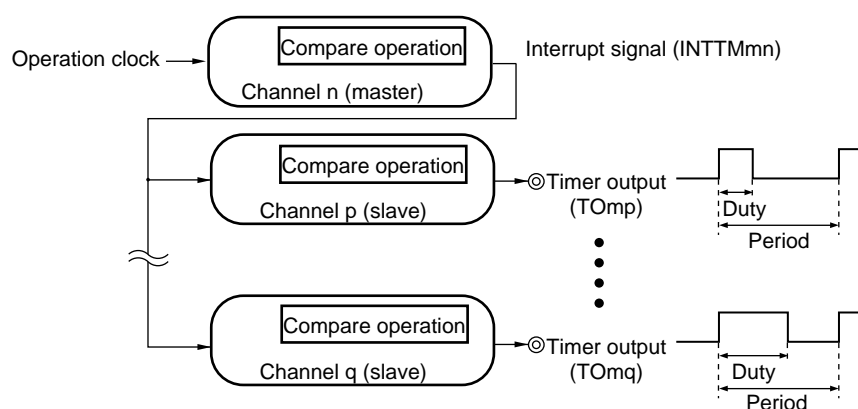 Compare operation
Operation clock
Interrupt signal (INTTMmn)
Channel n (master)
Compare operation
Timer output
(TOmp)
Channel p (slave)
Duty
Period
Compare operation
Timer output
(TOmq)
Channel q (slave)
Duty
Period